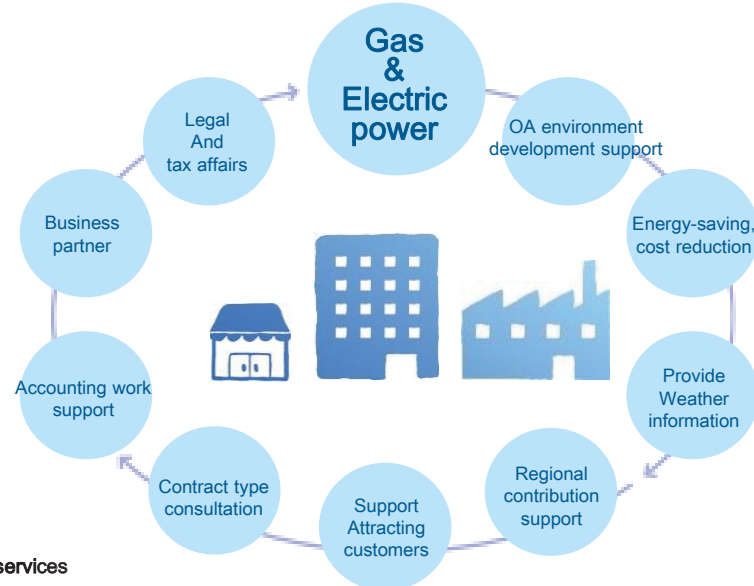 Gas
&
Electric
power
OA environment
development support
Energy-saving,
cost reduction
Provide
Weather
information
Regional
contribution
support
Support
Attracting
customers
Contract type
consultation
Accounting work
support
Business
partner
Legal
And
tax affairs
services